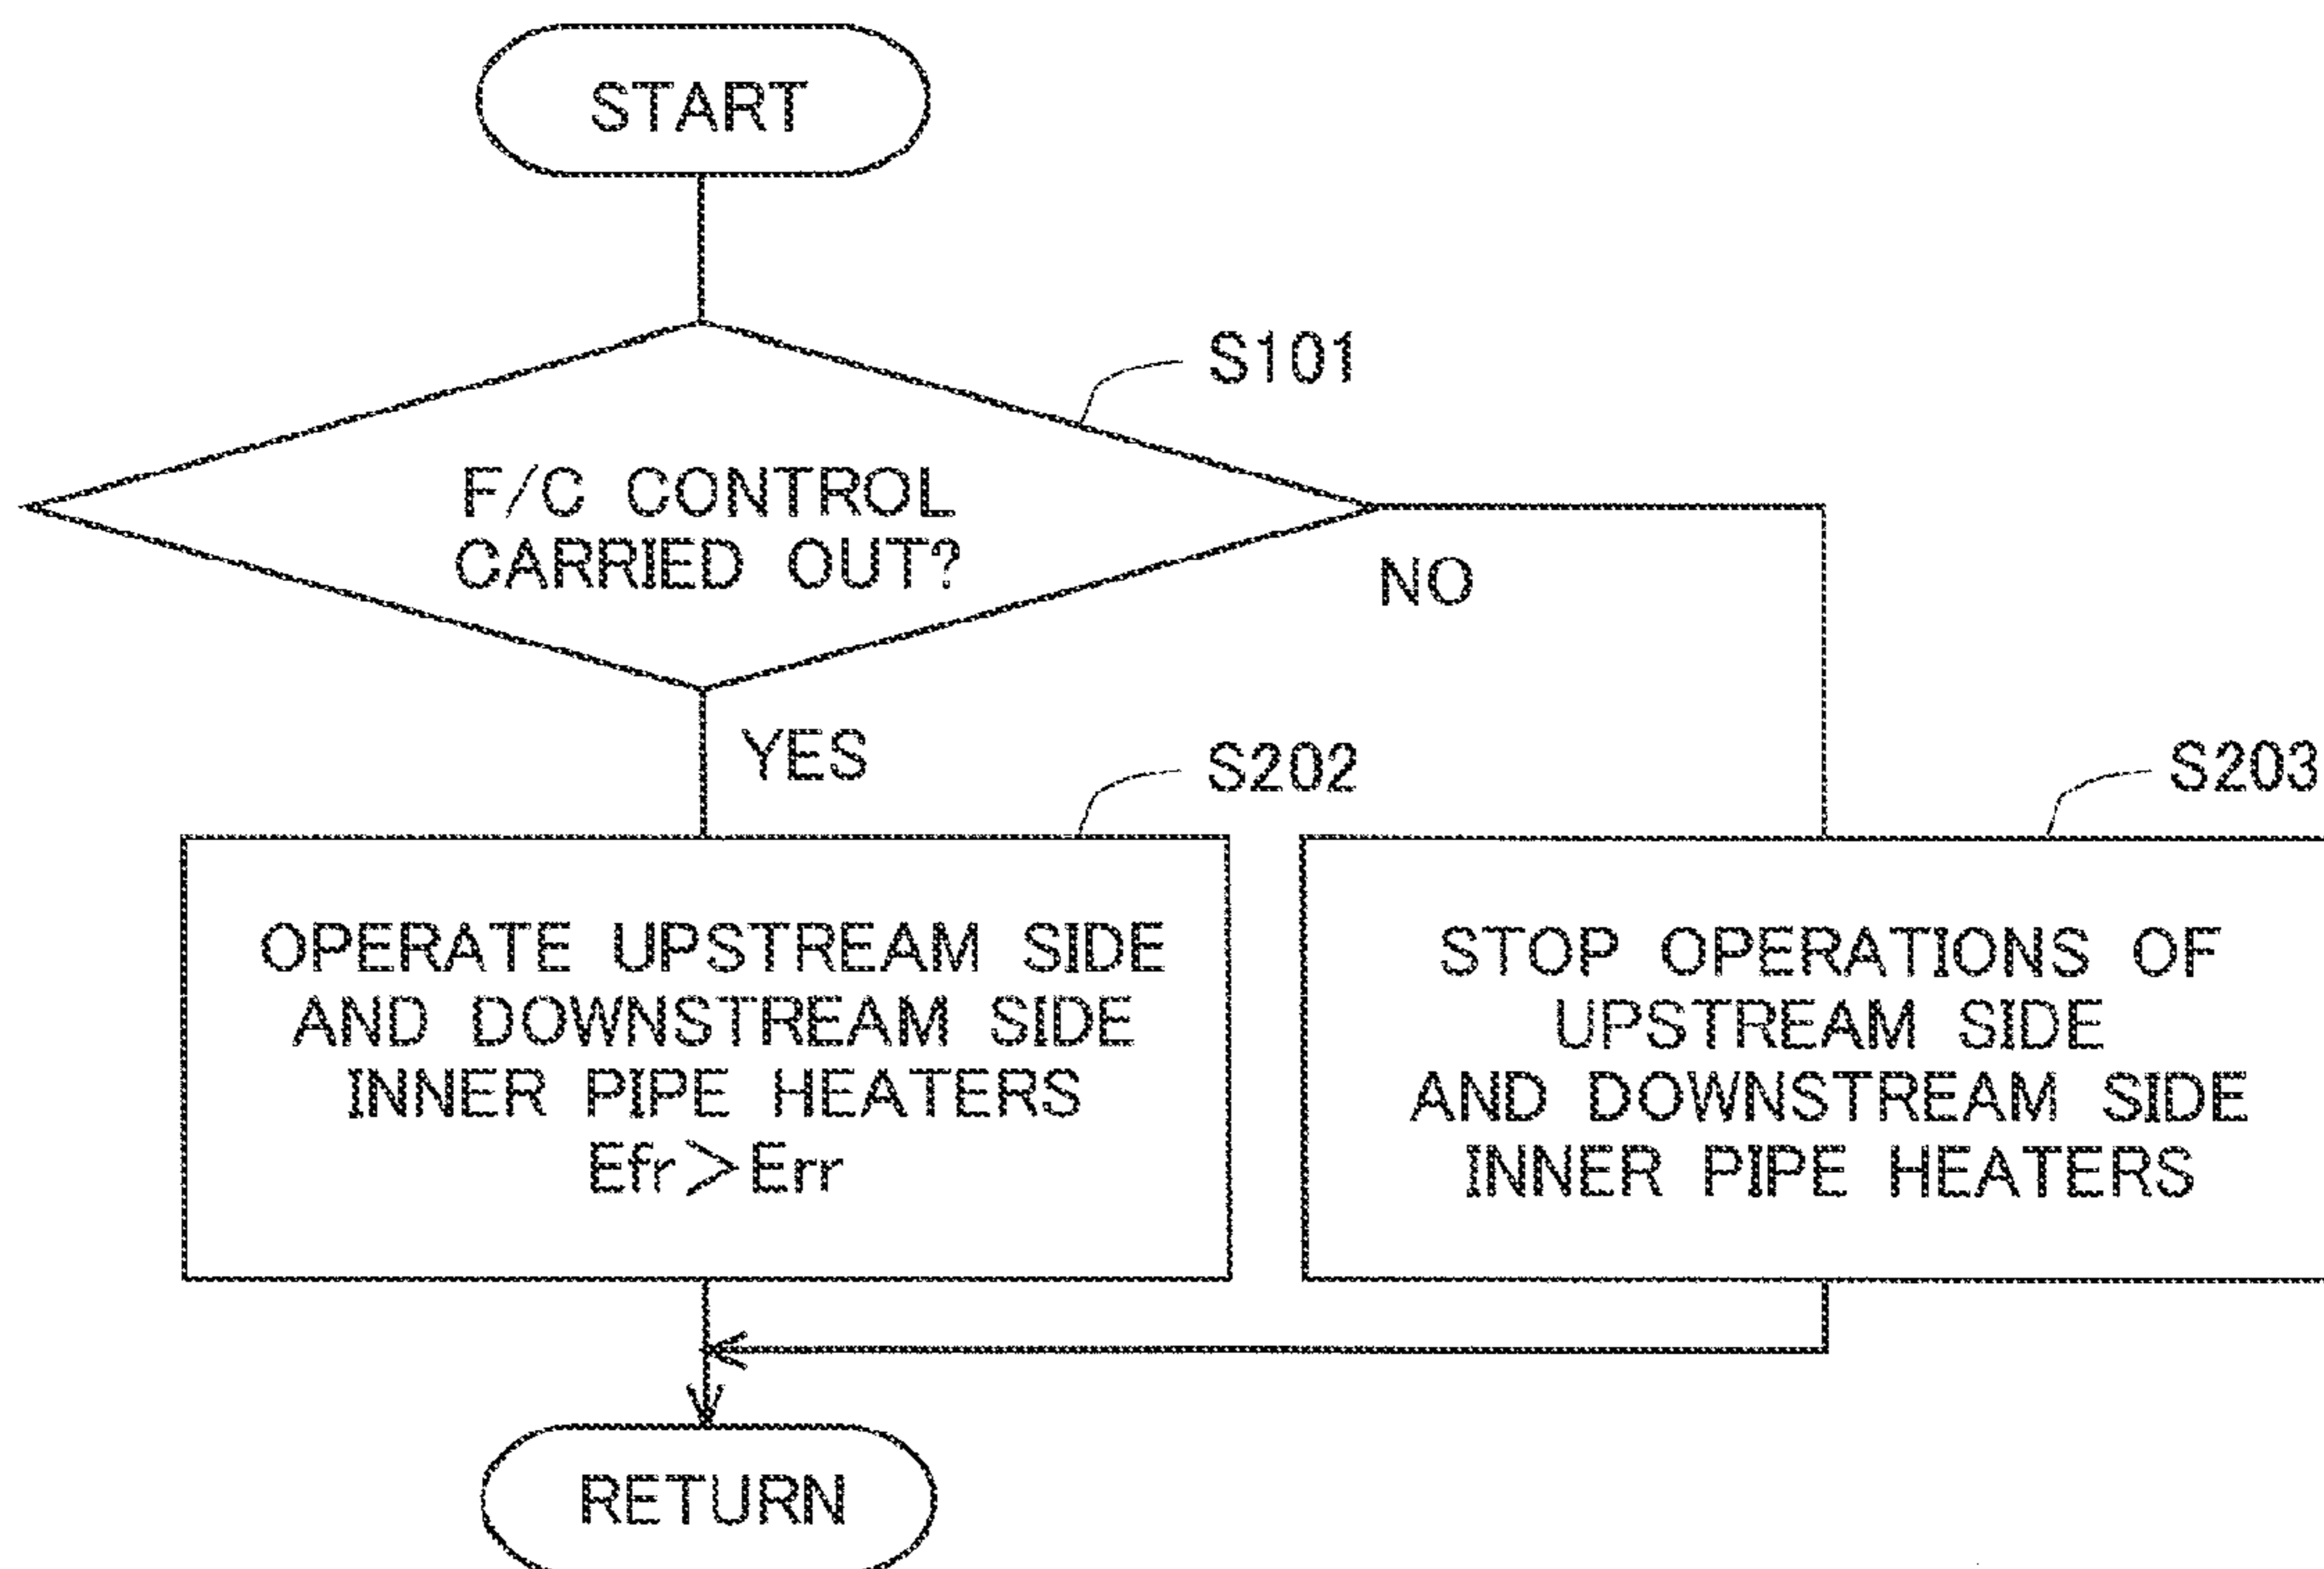 START
S101
F/C CONTROL
CARRIED OUT?
NO
YES
S202
S203
OPERATE UPSTREAM SIDE
AND DOWNSTREAM SIDE
INNER PIPE HEATERS
Efr>Err
STOP OPERATIONS OF
UPSTREAM SIDE
AND DOWNSTREAM SIDE
INNER PIPE HEATERS
RETURN